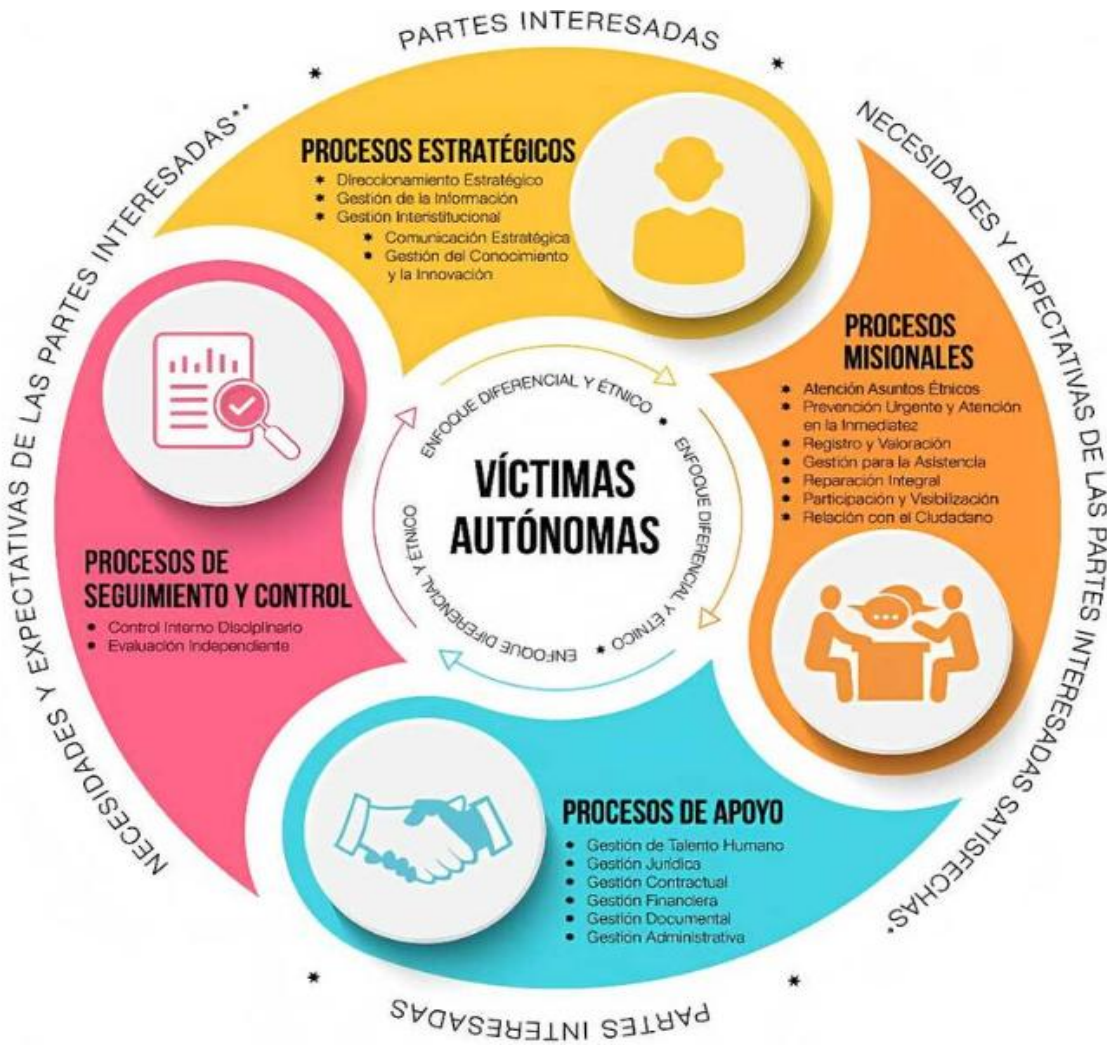 PARTES INTERESADAS
NECESIDADES Y EXPECTATIVAS DE LAS PARTES INTERESADAS**
NECESIDADES Y EXPECTATIVAS DE LAS PARTES INTERESADAS SATISFECHAS*
PROCESOS ESTRATÉGICOS
* Direccionamiento Estratégico
* Gestión de la Información
* Gestión Interistitucional
* Comunicación Estratégica
* Gestión del Conocimiento
y la Innovación
PROCESOS
MISIONALES
* Atención Asuntos Étnicos
* Prevención Urgente y Atención
en la Inmediatez
* Registro y Valoración
* Gestión para la Asistencia
* Reparación Integral
* Participación y Visibilización
* Relación con el Ciudadano
ENFOQUE DIFERENCIAL Y ÉTNICO *
ENFOQUE DIFERENCIAL Y ÉTNICO *
ENFOQUE DIFERENCIAL Y ÉTNICO
VÍCTIMAS
AUTÓNOMAS
PROCESOS DE
SEGUIMIENTO Y CONTROL
• Control Interno Disciplinario
• Evaluación Independiente
PROCESOS DE APOYO
• Gestión de Talento Humano
• Gestión Jurídica
• Gestión Contractual
• Gestión Financiera
• Gestión Documental
• Gestión Administrativa
PARTES INTERESADAS